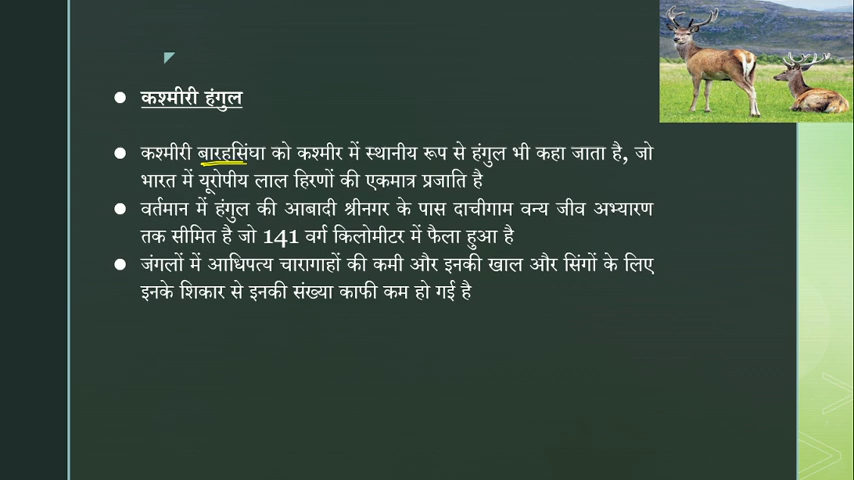 कश्मीरी हंगुल
कश्मीरी बारहसिंघा को कश्मीर में स्थानीय रूप से हंगुल भी कहा जाता है, जो
भारत में यूरोपीय लाल हिरणों की एकमात्र प्रजाति है
वर्तमान में हंगुल की आबादी श्रीनगर के पास दाचीगाम वन्य जीव अभ्यारण
तक सीमित है जो 141 वर्ग किलोमीटर में फैला हुआ है
जंगलों में आधिपत्य चारागाहों की कमी और इनकी खाल और सिंगों के लिए
इनके शिकार से इनकी संख्या काफी कम हो गई है